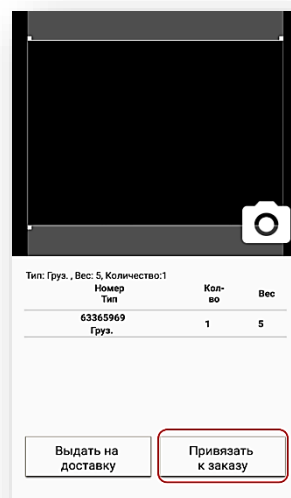 Тип: Груз. , Вес: 5, Количество:1
Номер Тип Кол-во Вес
63365969 Груз. 1 5
Выдать на доставку
Привязать к заказу